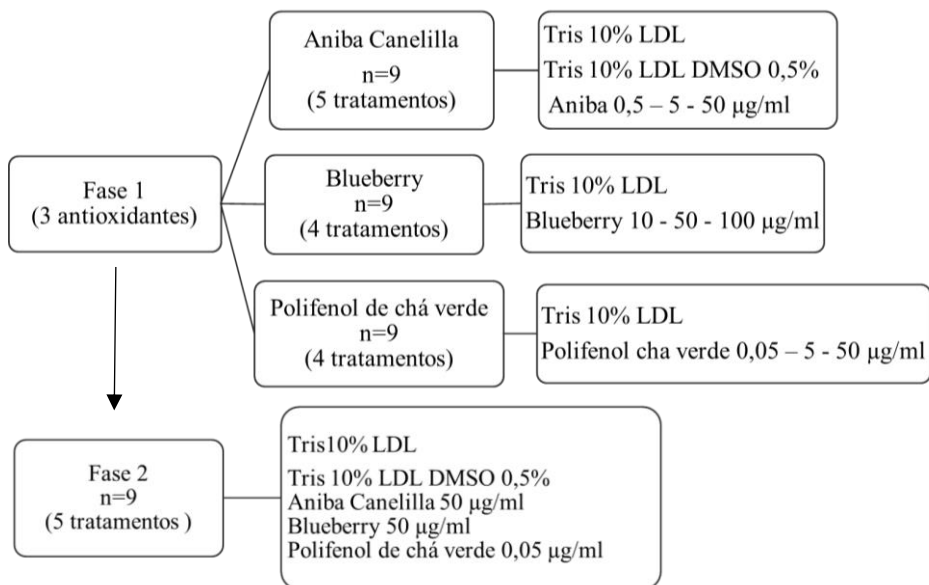 Fase 1
(3 antioxidantes)
Aniba Canelilla
n=9
(5 tratamentos)
Tris 10% LDL
Tris 10% LDL DMSO 0,5%
Aniba 0,5 – 5 - 50 µg/ml
Blueberry
n=9
(4 tratamentos)
Tris 10% LDL
Blueberry 10 - 50 - 100 µg/ml
Polifenol de chá verde
n=9
(4 tratamentos)
Tris 10% LDL
Polifenol cha verde 0,05 – 5 - 50 µg/ml
Fase 2
n=9
(5 tratamentos )
Tris10% LDL
Tris 10% LDL DMSO 0,5%
Aniba Canelilla 50 µg/ml
Blueberry 50 µg/ml
Polifenol de chá verde 0,05 µg/ml